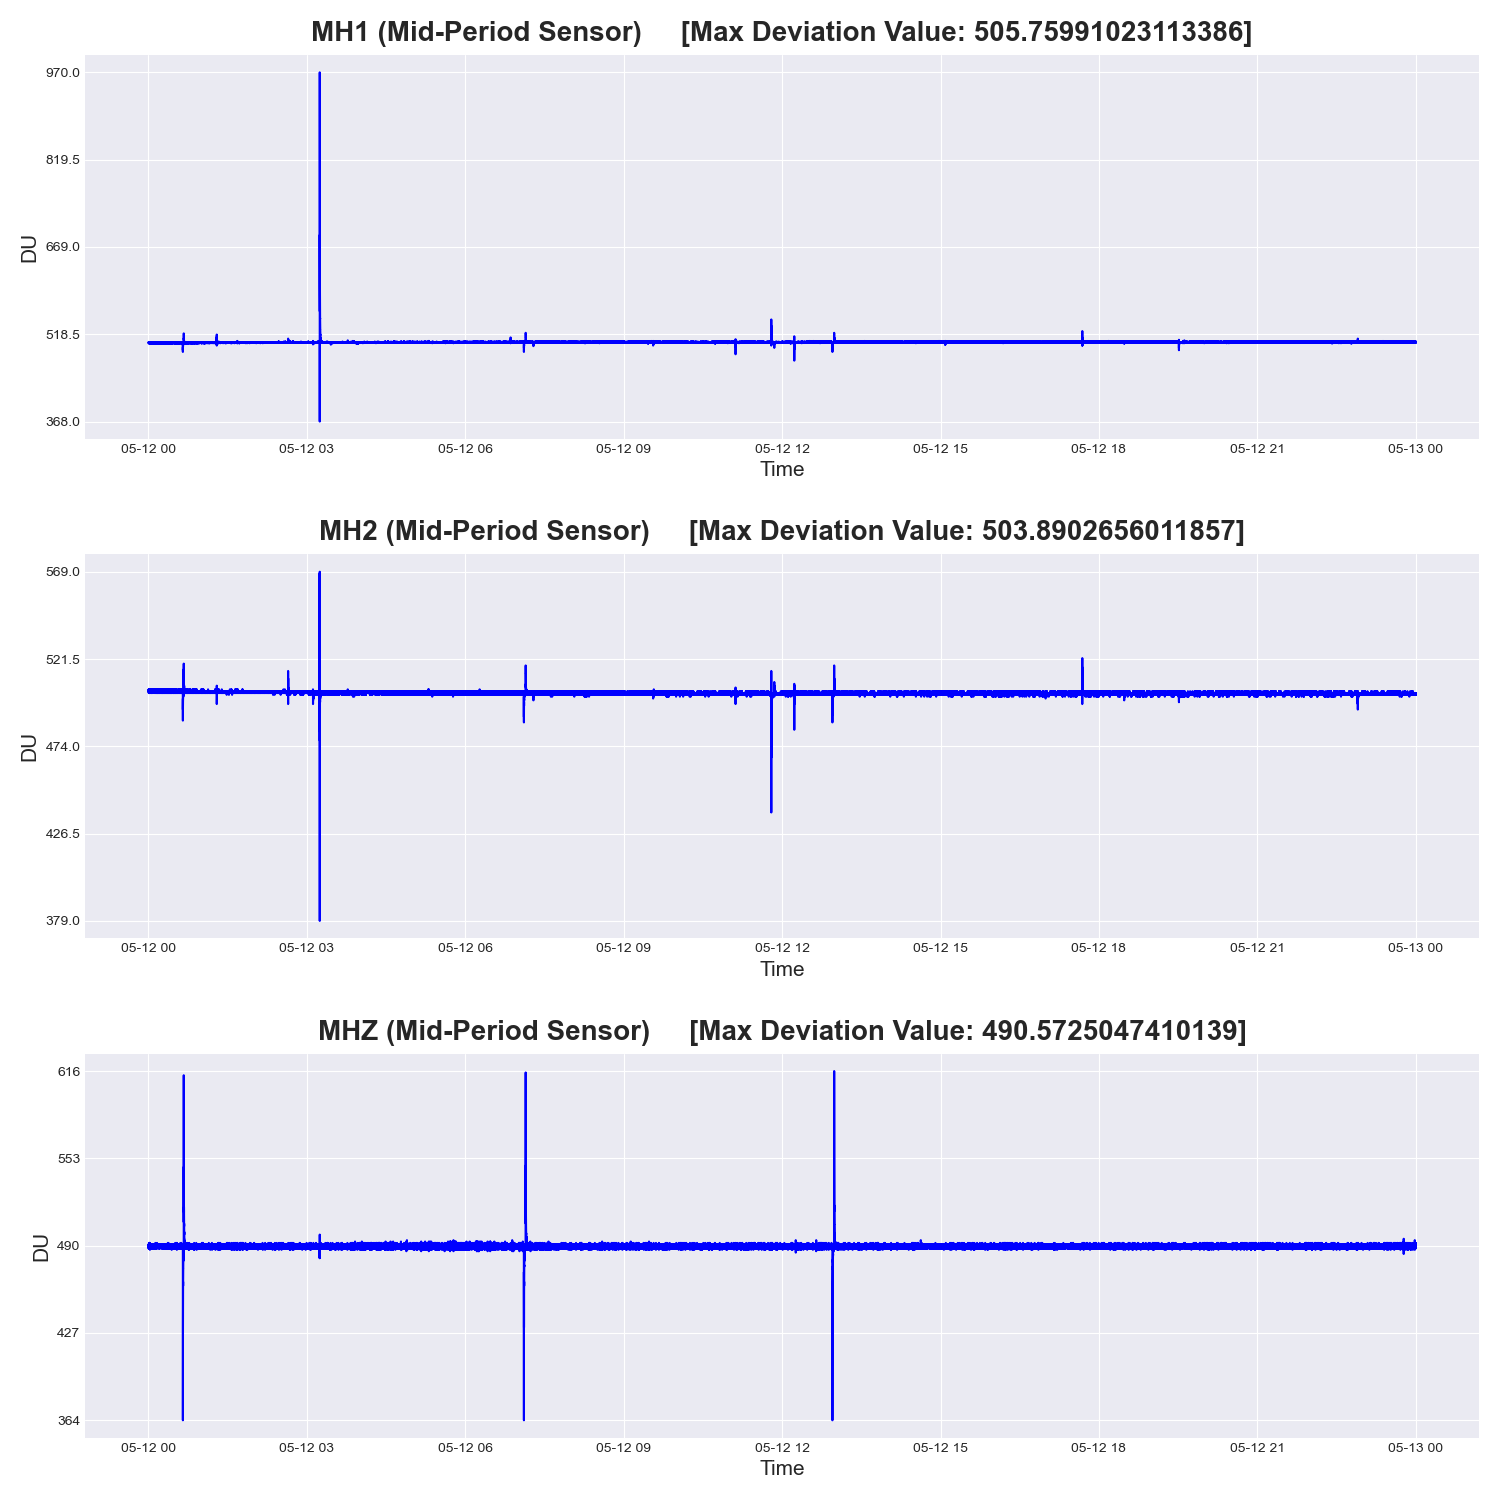 MH1 (Mid-Period Sensor) [Max Deviation Value: 505.75991023113386]
970.0
819.5
669.0
518.5
368.0
DU
05-12 00 05-12 03 05-12 06 05-12 09 05-12 12 05-12 15 05-12 18 05-12 21 05-13 00
Time
MH2 (Mid-Period Sensor) [Max Deviation Value: 503.8902656011857]
569.0
521.5
474.0
426.5
379.0
DU
05-12 00 05-12 03 05-12 06 05-12 09 05-12 12 05-12 15 05-12 18 05-12 21 05-13 00
Time
MHZ (Mid-Period Sensor) [Max Deviation Value: 490.5725047410139]
616
553
490
427
364
DU
05-12 00 05-12 03 05-12 06 05-12 09 05-12 12 05-12 15 05-12 18 05-12 21 05-13 00
Time